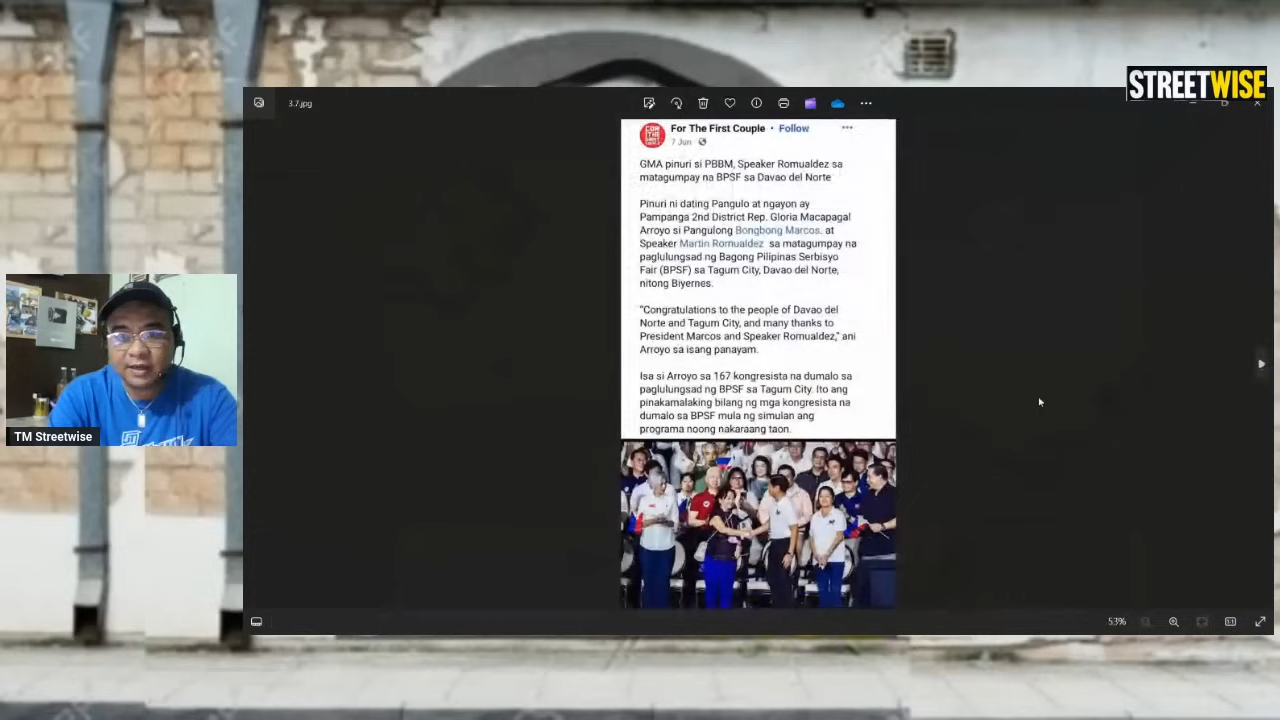 STREETWISE
3.7.jpg
For The First Couple · Follow
7 Jun
GMA pinuri si PBBM, Speaker Romualdez sa
matagumpay na BPSF sa Davao del Norte
Pinuri ni dating Pangulo at ngayon ay
Pampanga 2nd District Rep. Gloria Macapagal
Arroyo si Pangulong Bongbong Marcos. at
Speaker Martin Romualdez sa matagumpay na
paglulungsad ng Bagong Pilipinas Serbisyo
Fair (BPSF) sa Tagum City, Davao del Norte,
nitong Biyernes.
"Congratulations to the people of Davao del
Norte and Tagum City, and many thanks to
President Marcos and Speaker Romualdez," ani
Arroyo sa isang panayam.
Isa si Arroyo sa 167 kongresista na dumalo sa
paglulungsad ng BPSF sa Tagum City. Ito ang
pinakamalaking bilang ng mga kongresista na
dumalo sa BPSF mula ng simulan ang
programa noong nakaraang taon.
TM Streetwise
53%